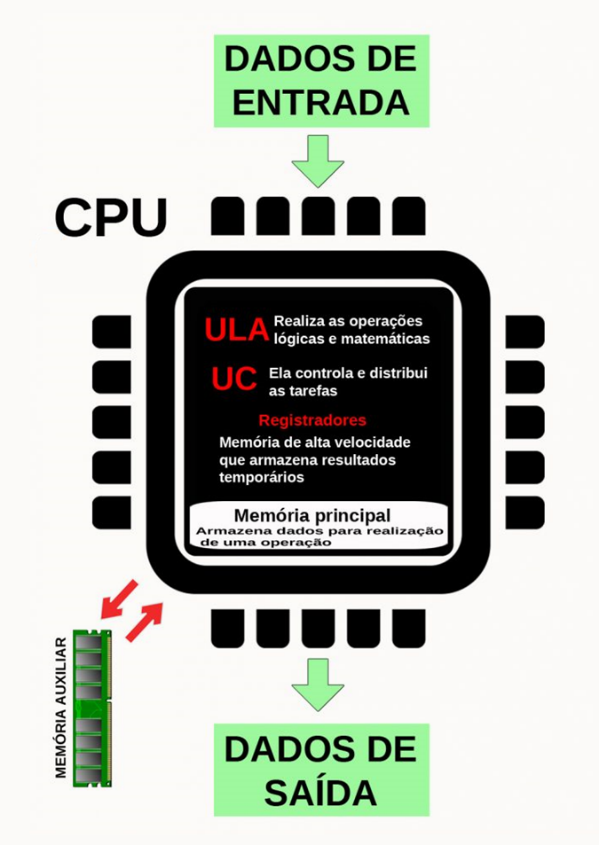 DADOS DE
ENTRADA
CPU
ULA Realiza as operações
lógicas e matemáticas
UC Ela controla e distribui
as tarefas
Registradores
Memória de alta velocidade
que armazena resultados
temporários
Memória principal
Armazena dados para realização
de uma operação
MEMÓRIA AUXILIAR
DADOS DE
SAÍDA